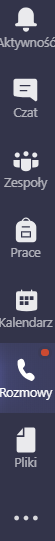 Aktywność
Czat
Zespoły
Prace
Kalendarz
Rozmowy
Pliki